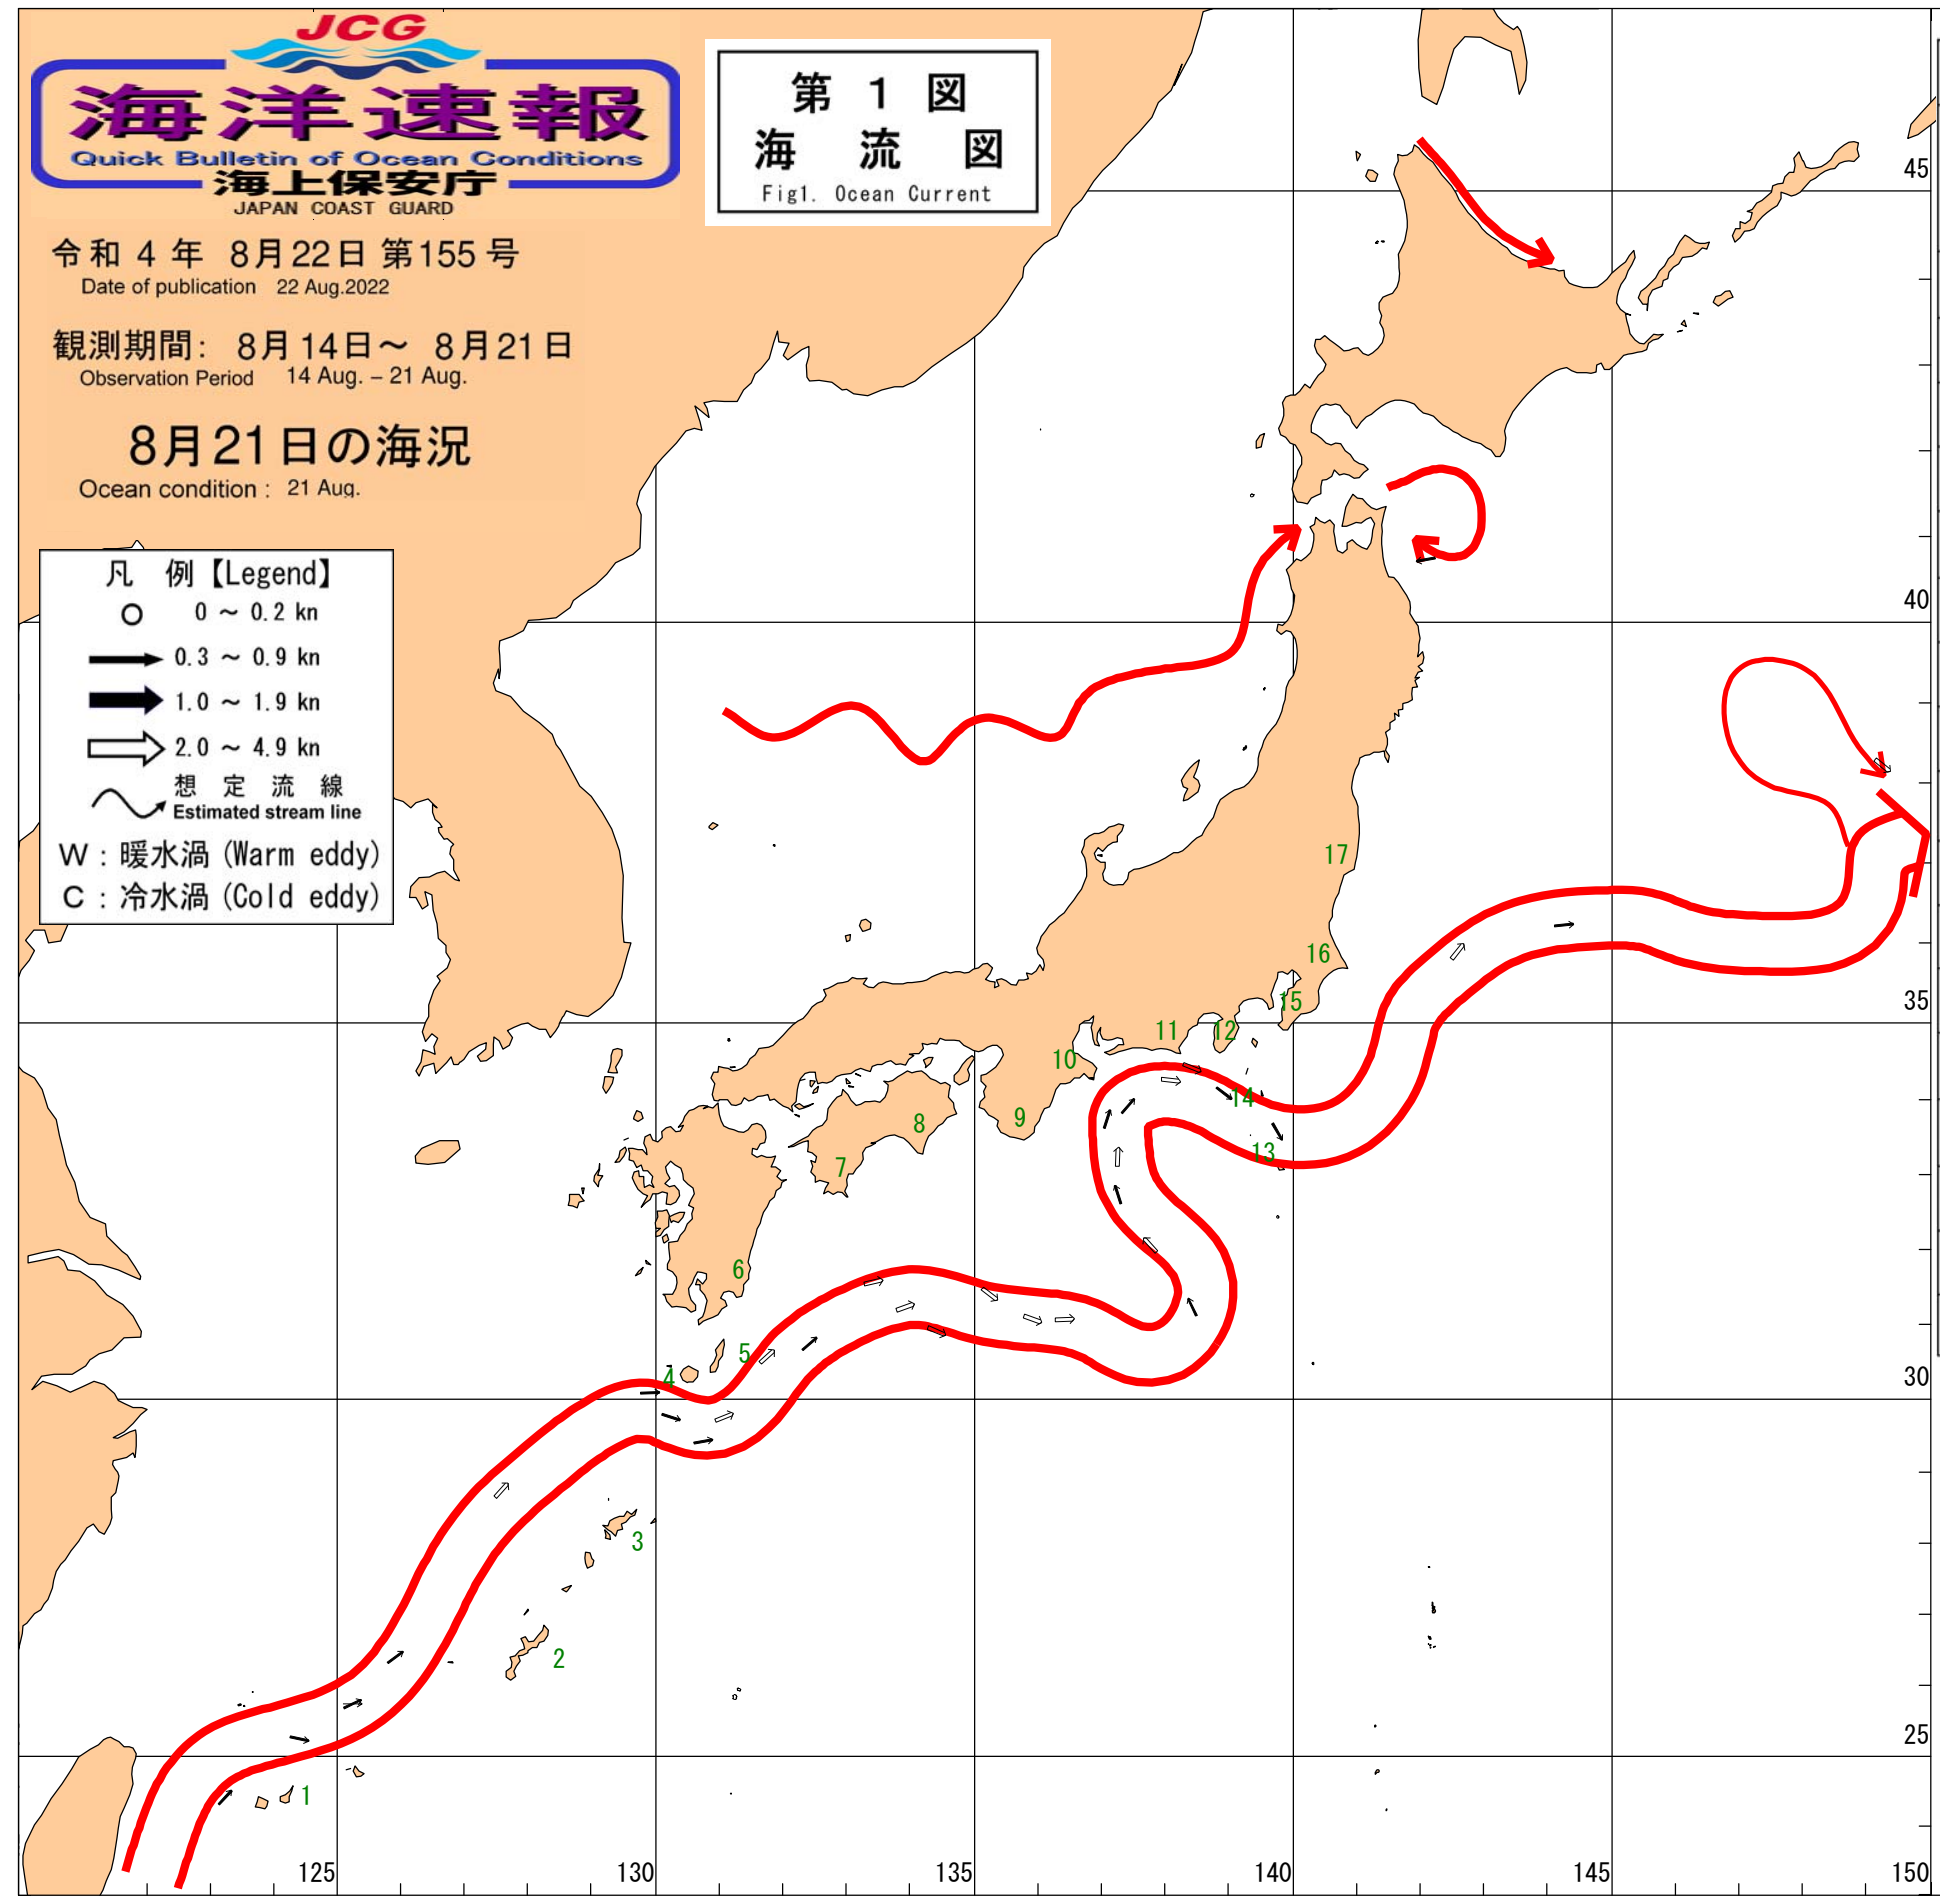 JCG
海洋速報
Quick Bulletin of Ocean Conditions
海上保安庁
JAPAN COAST GUARD
第 1 図
海 流 図
Fig1. Ocean Current
令和 4 年 8月22日 第155 号
Date of publication 22 Aug.2022
観測期間: 8月14日～ 8月21日
Observation Period 14 Aug. – 21 Aug.
8月21日の海況
Ocean condition : 21 Aug.
凡 例【Legend】
0 ～ 0.2 kn
0.3 ～ 0.9 kn
1.0 ～ 1.9 kn
2.0 ～ 4.9 kn
想 定 流 線
Estimated stream line
W : 暖水渦 (Warm eddy)
C : 冷水渦 (Cold eddy)
45
40
35
30
25
17
16
15
12
11
10
14
13
9
8
7
6
5
4
3
2
1
125
130
135
140
145
150